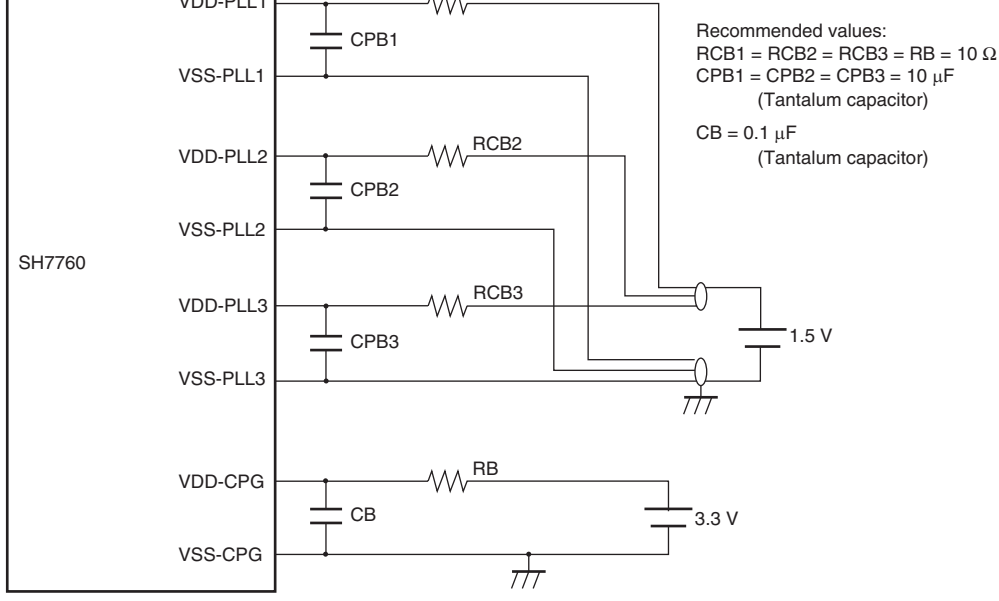 VDD-PLL1
CPB1
VSS-PLL1
Recommended values:
RCB1 = RCB2 = RCB3 = RB = 10 Ω
CPB1 = CPB2 = CPB3 = 10 μF
(Tantalum capacitor)
CB = 0.1 μF
(Tantalum capacitor)
VDD-PLL2
RCB2
CPB2
VSS-PLL2
SH7760
VDD-PLL3
RCB3
CPB3
1.5 V
VSS-PLL3
VDD-CPG
RB
CB
3.3 V
VSS-CPG